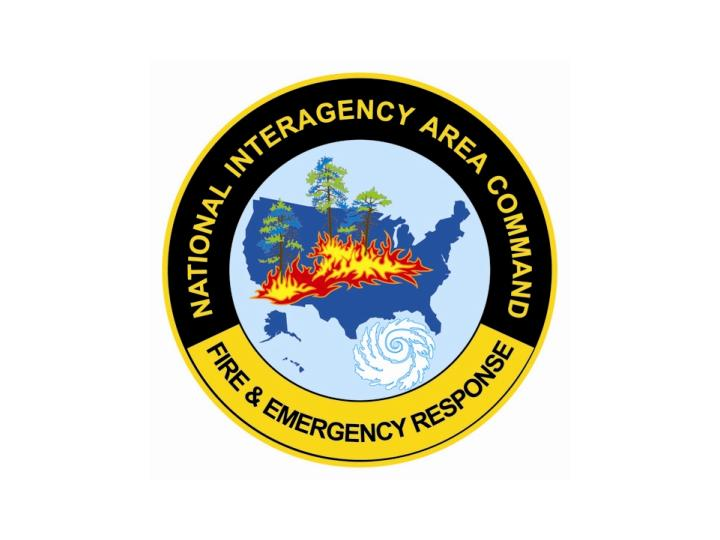 NATIONAL INTERAGENCY AREA COMMAND
FIRE & EMERGENCY RESPONSE